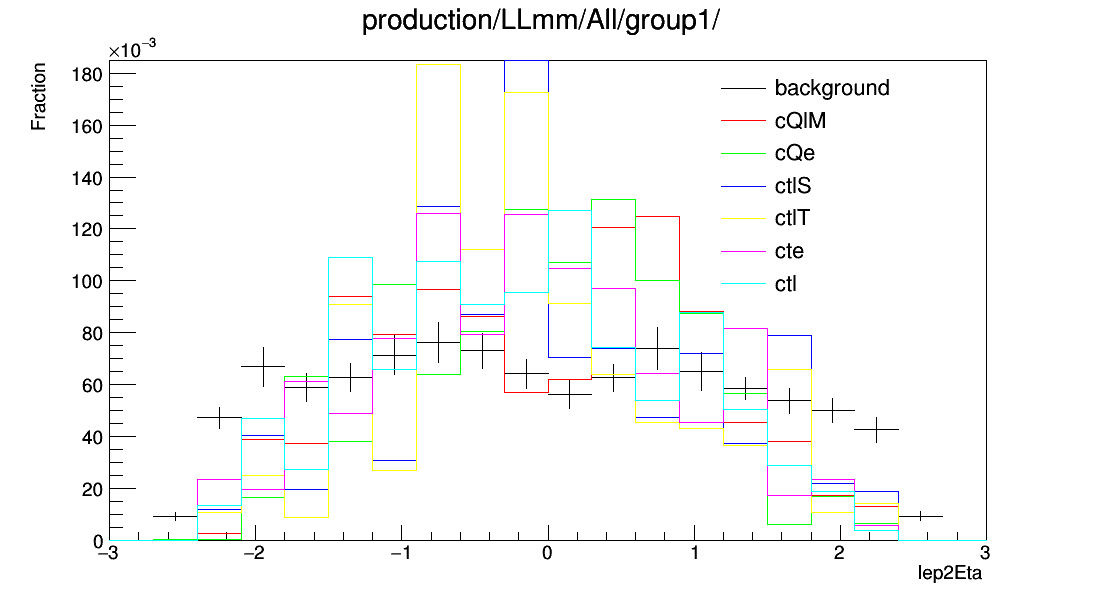 production/LLmm/All/group1/
×10⁻³
Fraction
180
160
140
120
100
80
60
40
20
0
background
cQlM
cQe
ctlS
ctlT
cte
ctl
−3
−2
−1
0
1
2
3
lep2Eta